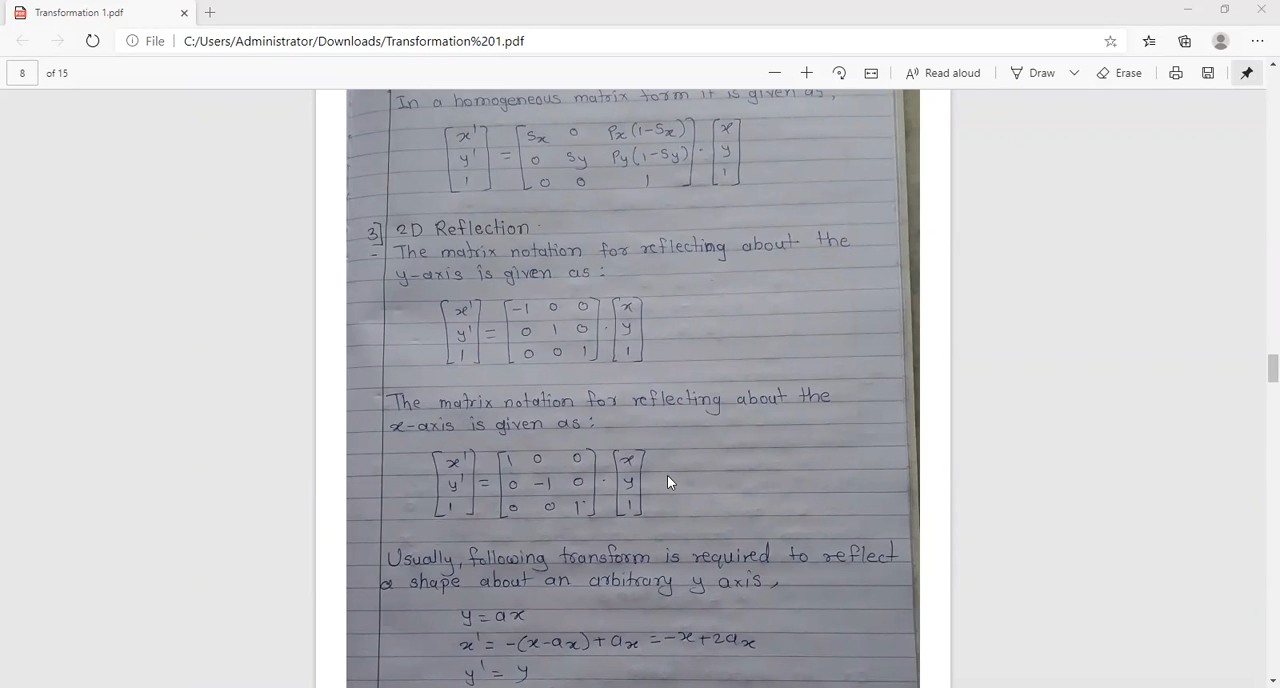 Transformation 1.pdf
File C:/Users/Administrator/Downloads/Transformation%201.pdf
8 of 15 Read aloud Draw Erase
In a homogeneous matrix form it is given as,
[x' y' 1] = [Sx 0 Px(1-Sx) 0 Sy Py(1-Sy) 0 0 1] . [x y 1]
3] 2D Reflection
- The matrix notation for reflecting about the
y-axis is given as :
[x' y' 1] = [-1 0 0 0 1 0 0 0 1] . [x y 1]
The matrix notation for reflecting about the
x-axis is given as :
[x' y' 1] = [1 0 0 0 -1 0 0 0 1] . [x y 1]
Usually, following transform is required to reflect
a shape about an arbitrary y axis,
y = ax
x' = -(x-ax) + ax = -x + 2ax
y' = y